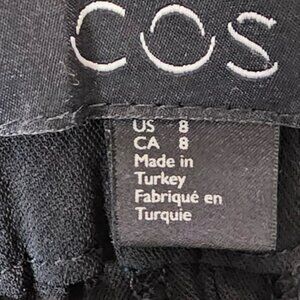 COS
US 8
CA 8
Made in
Turkey
Fabriqué en
Turquie